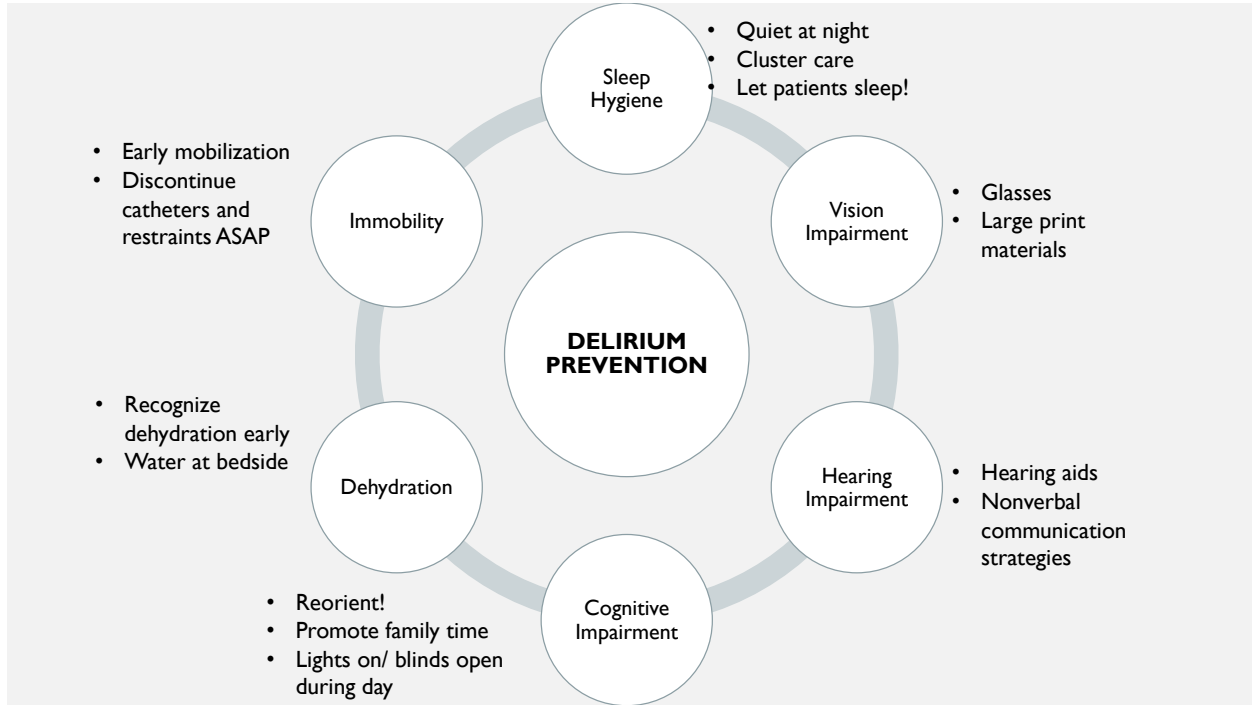 Sleep
Hygiene
• Quiet at night
• Cluster care
• Let patients sleep!
Vision
Impairment
• Glasses
• Large print
materials
Hearing
Impairment
• Hearing aids
• Nonverbal
communication
strategies
Cognitive
Impairment
• Reorient!
• Promote family time
• Lights on/ blinds open
during day
Dehydration
• Recognize
dehydration early
• Water at bedside
Immobility
• Early mobilization
• Discontinue
catheters and
restraints ASAP
DELIRIUM
PREVENTION